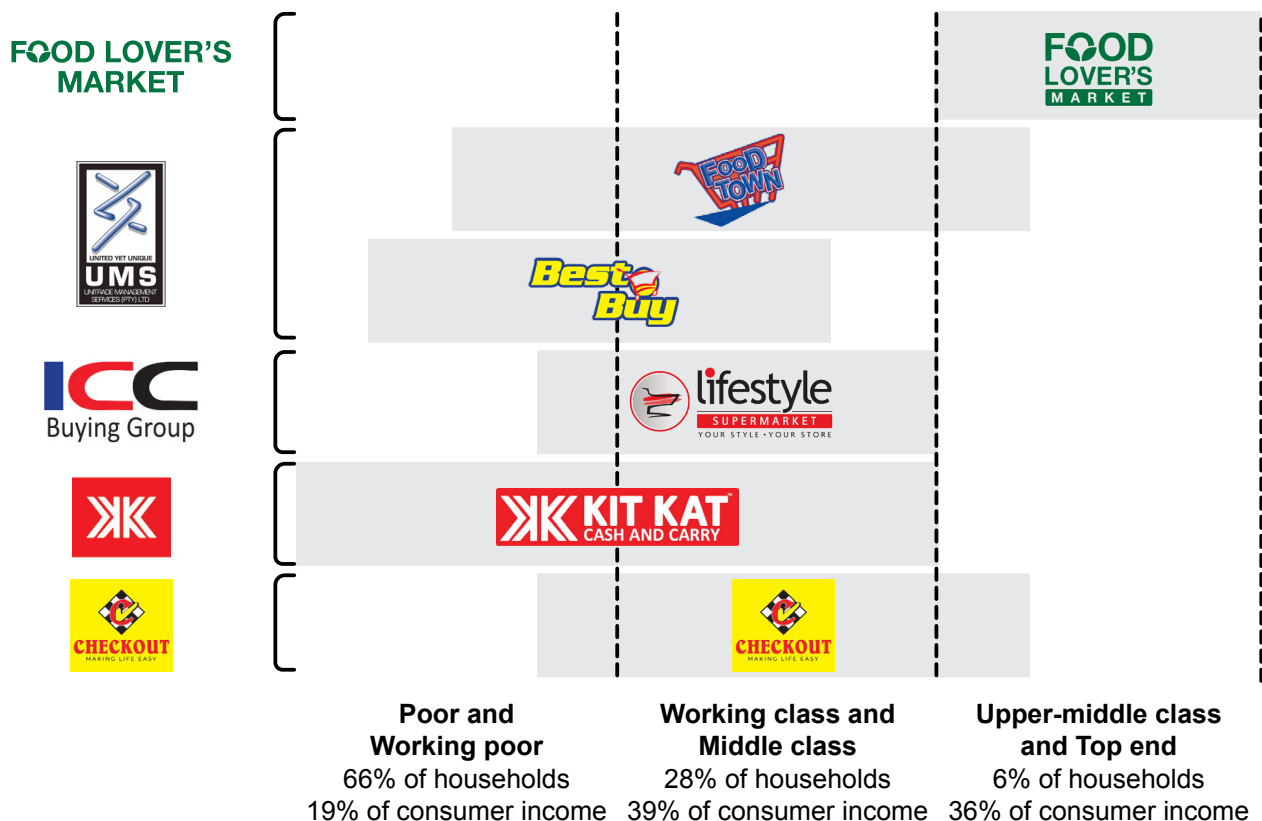 FOOD LOVER'S
MARKET
FOOD
LOVER'S
MARKET
FOOD
TOWN
UNITED YET UNIQUE
UMS
UNITRADE MANAGEMENT
SERVICES (PTY) LTD
Best
Buy
ICC
Buying Group
lifestyle
SUPERMARKET
YOUR STYLE • YOUR STORE
KIT KAT™
CASH AND CARRY
C
CHECKOUT
MAKING LIFE EASY
C
CHECKOUT
MAKING LIFE EASY
Poor and
Working poor
66% of households
19% of consumer income
Working class and
Middle class
28% of households
39% of consumer income
Upper-middle class
and Top end
6% of households
36% of consumer income